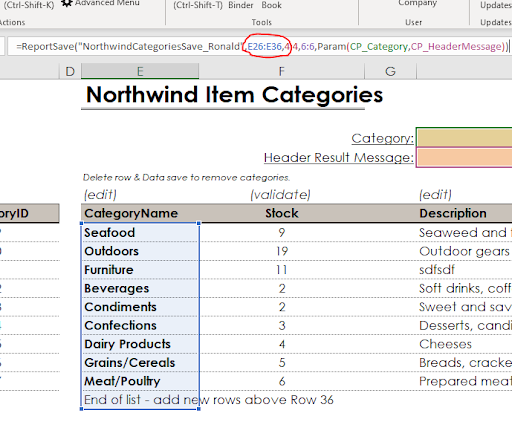 (Ctrl-Shift-K) Advanced Menu (Ctrl-Shift-T) Binder Book Company Updates
Actions Tools User Updates
=ReportSave("NorthwindCategoriesSave_Ronald",E26:E36,4:4,6:6,Param(CP_Category,CP_HeaderMessage))
D E F G
Northwind Item Categories
Category:
Header Result Message:
Delete row & Data save to remove categories.
(edit) (validate) (edit)
oryID CategoryName Stock Description
Seafood 9 Seaweed and f
Outdoors 19 Outdoor gears
Furniture 11 sdfsdf
Beverages 2 Soft drinks, coff
Condiments 2 Sweet and sav
Confections 3 Desserts, candi
Dairy Products 4 Cheeses
Grains/Cereals 5 Breads, cracke
Meat/Poultry 6 Prepared meat
End of list - add new rows above Row 36